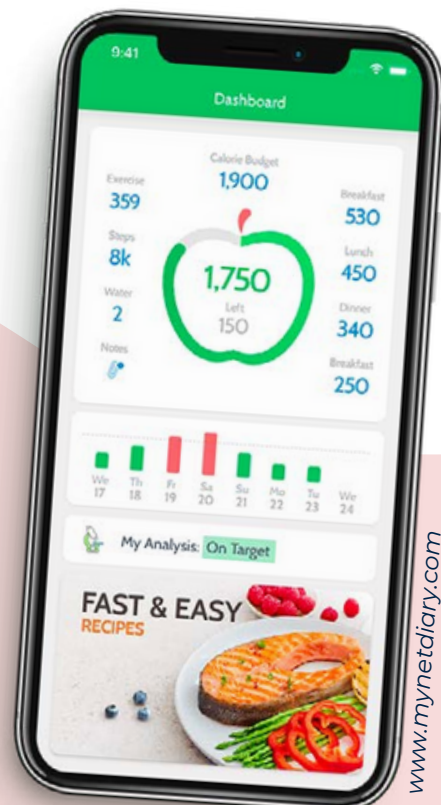 9:41
Dashboard
Calorie Budget
1,900
Exercise
359
Steps
8k
Water
2
Notes
1,750
Left
150
Breakfast
530
Lunch
450
Dinner
340
Breakfast
250
We Th Fr Sa Su Mo Tu We
17 18 19 20 21 22 23 24
My Analysis: On Target
FAST & EASY
RECIPES
www.mynetdiary.com